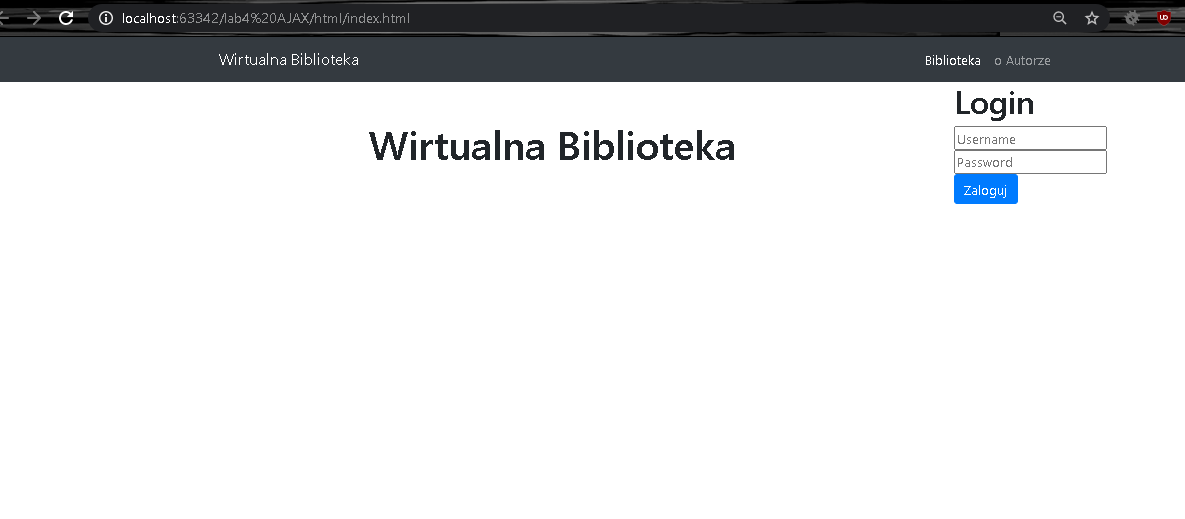 localhost:63342/lab4%20AJAX/html/index.html
Wirtualna Biblioteka
Biblioteka o Autorze
Login
Wirtualna Biblioteka
Username
Password
Zaloguj